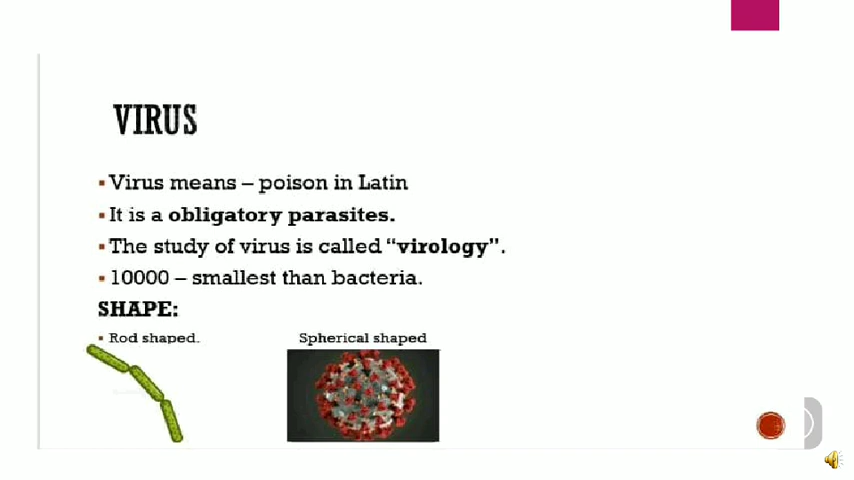 VIRUS
▪ Virus means – poison in Latin
▪ It is a obligatory parasites.
▪ The study of virus is called “virology”.
▪ 10000 – smallest than bacteria.
SHAPE:
▪ Rod shaped. Spherical shaped